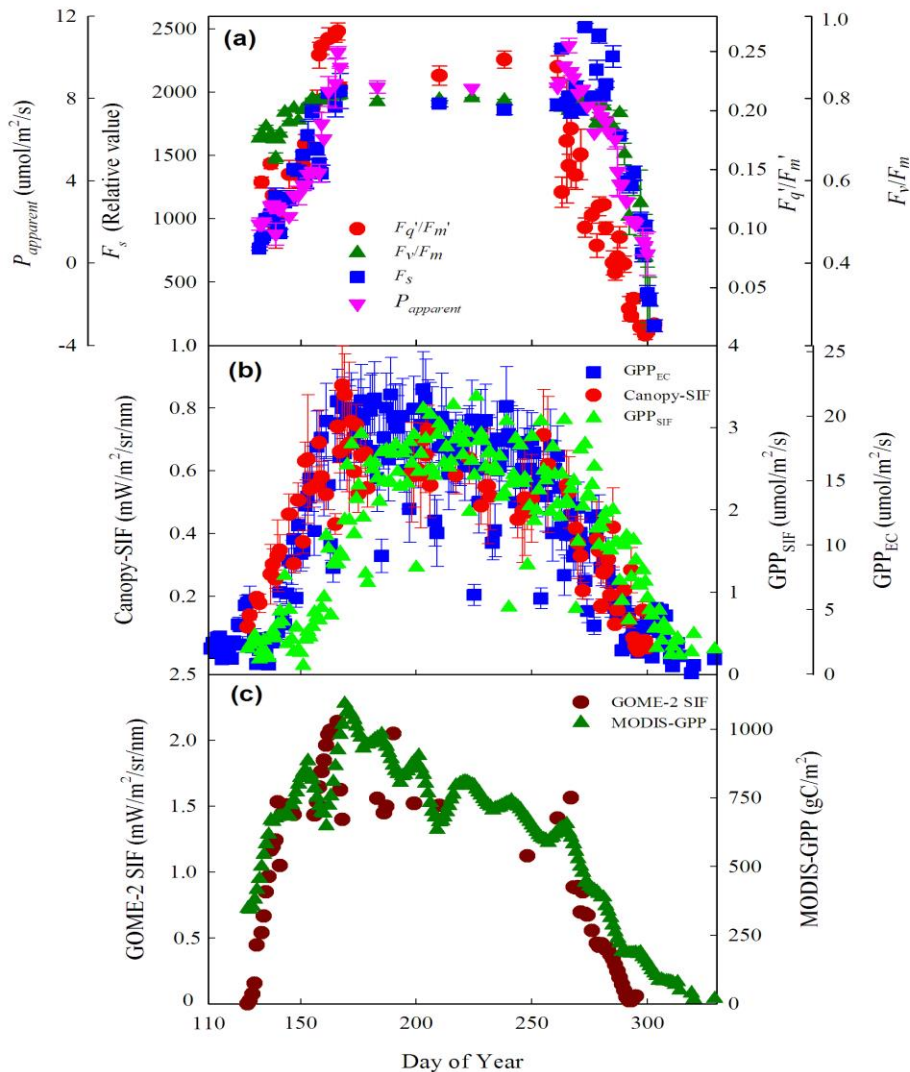 (a)
P_apparent (umol/m²/s)
12
8
4
0
-4
F_s (Relative value)
2500
2000
1500
1000
500
F_q'/F_m'
F_v/F_m
F_s
P_apparent
0.25
0.20
0.15
0.10
0.05
F_q'/F_m'
1.0
0.8
0.6
0.4
F_v/F_m
(b)
Canopy-SIF (mW/m²/sr/nm)
1.0
0.8
0.6
0.4
0.2
GPP_EC
Canopy-SIF
GPP_SIF
4
3
2
1
0
GPP_SIF (umol/m²/s)
25
20
15
10
5
0
GPP_EC (umol/m²/s)
(c)
GOME-2 SIF (mW/m²/sr/nm)
2.5
2.0
1.5
1.0
0.5
0
GOME-2 SIF
MODIS-GPP
1000
750
500
250
0
MODIS-GPP (gC/m²)
110 150 200 250 300
Day of Year